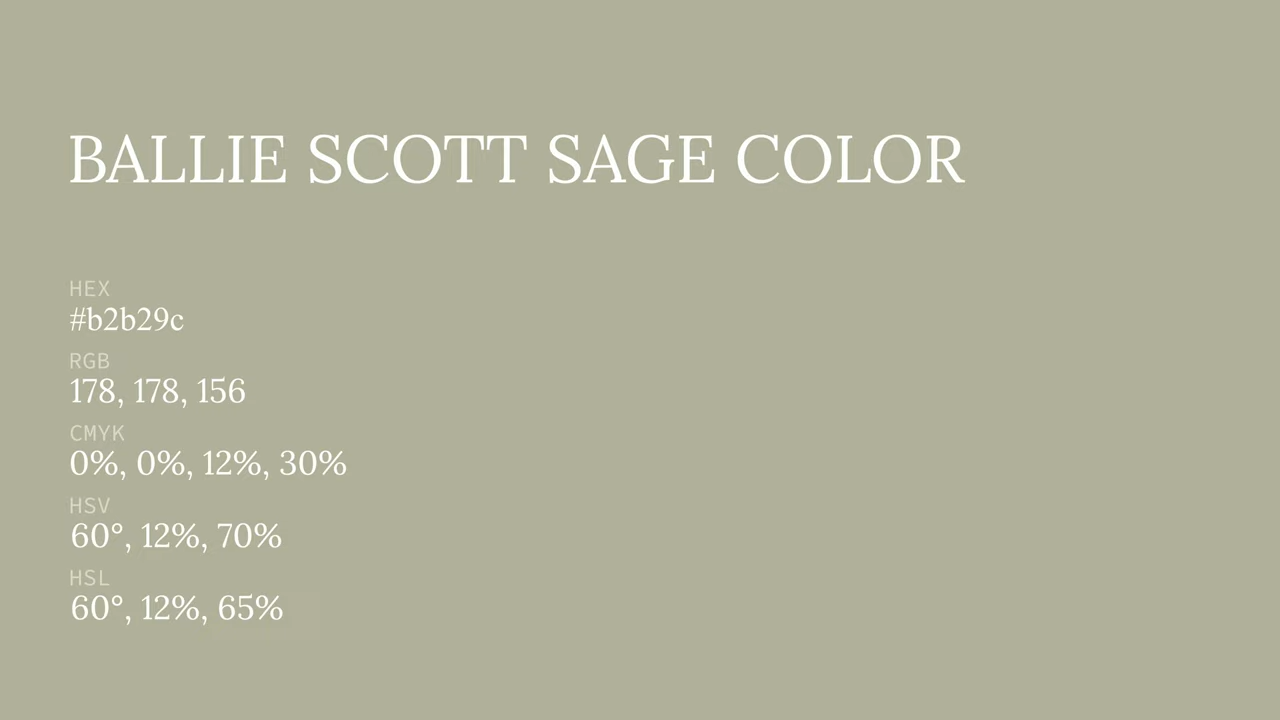 BALLIE SCOTT SAGE COLOR
HEX
#b2b29c
RGB
178, 178, 156
CMYK
0%, 0%, 12%, 30%
HSV
60°, 12%, 70%
HSL
60°, 12%, 65%